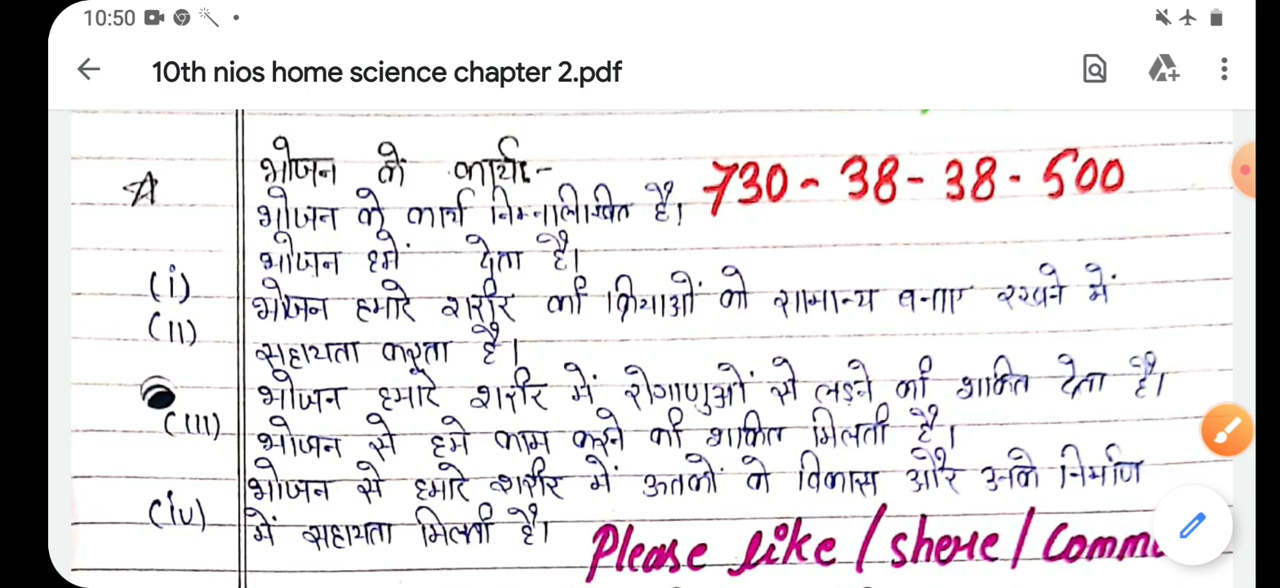 10:50
10th nios home science chapter 2.pdf
भोजन के कार्य:-
730-38-38-500
भोजन के कार्य निम्नलिखित है।
(i) भोजन हमे देता है।
(ii) भोजन हमारे शरीर की क्रियाओं को सामान्य बनाए रखने में
सहायता करता है।
भोजन हमारे शरीर में रोगाणुओं से लड़ने की शक्ति देता है।
(iii) भोजन से हमे काम करने की शक्ति मिलती है।
भोजन से हमारे शरीर में ऊतकों के विकास और उनके निर्माण
(iv) में सहायता मिलती है।
Please like/shere/Comm